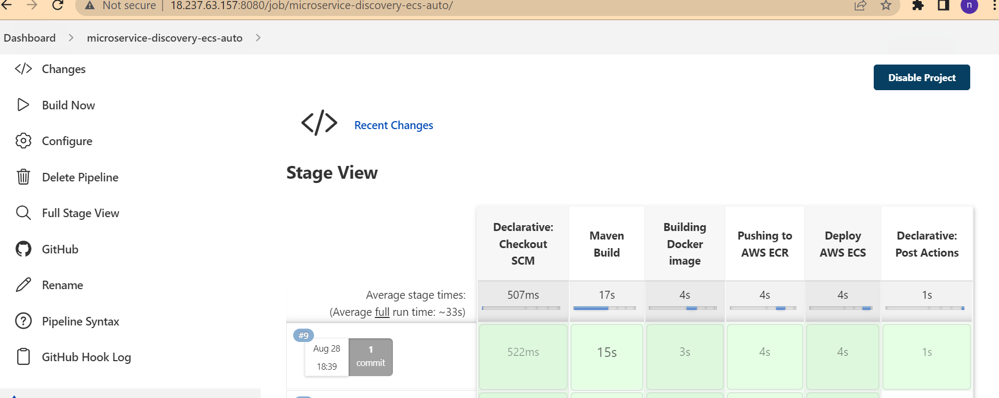 Not secure | 18.237.63.157:8080/job/microservice-discovery-ecs-auto/
n
Dashboard > microservice-discovery-ecs-auto >
Changes
Build Now
Configure
Delete Pipeline
Full Stage View
GitHub
Rename
Pipeline Syntax
GitHub Hook Log
Disable Project
</> Recent Changes
Stage View
Declarative: Checkout SCM
Maven Build
Building Docker image
Pushing to AWS ECR
Deploy AWS ECS
Declarative: Post Actions
Average stage times:
(Average full run time: ~33s)
507ms 17s 4s 4s 4s 1s
#9
Aug 28
18:39
1
commit
522ms 15s 3s 4s 4s 1s